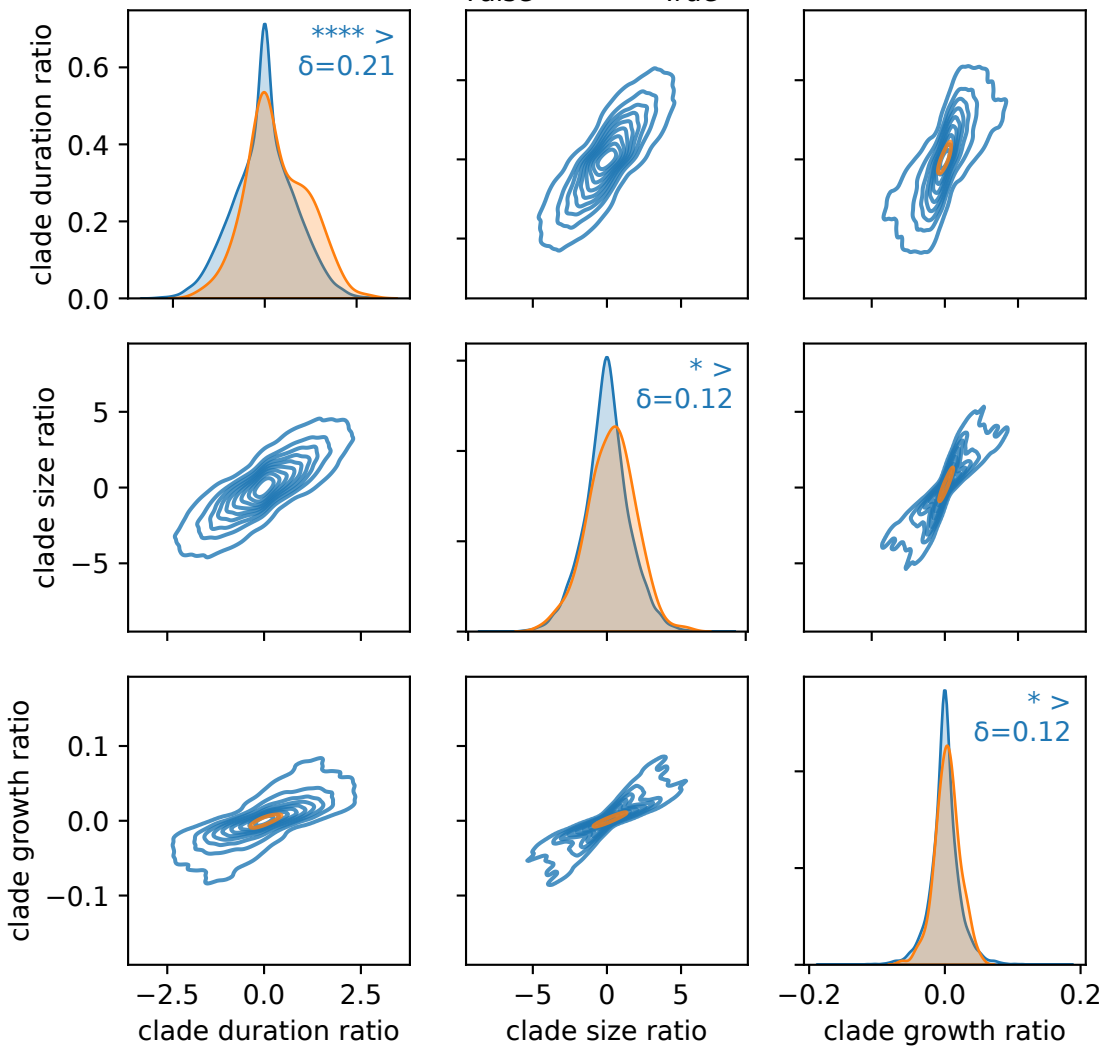 **** >
δ=0.21
clade duration ratio
0.6
0.4
0.2
0.0
* >
δ=0.12
clade size ratio
5
0
−5
* >
δ=0.12
clade growth ratio
0.1
0.0
−0.1
−2.5 0.0 2.5
−5 0 5
−0.2 0.0 0.2
clade duration ratio
clade size ratio
clade growth ratio